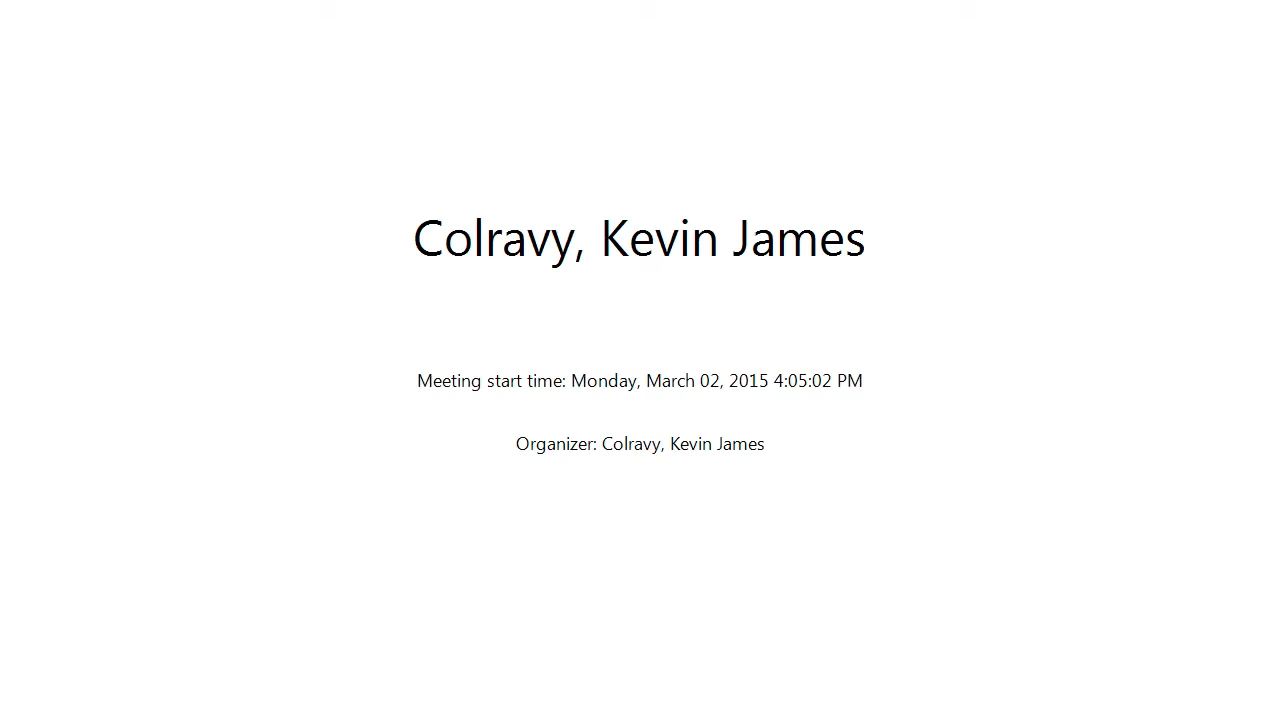 Colravy, Kevin James
Meeting start time: Monday, March 02, 2015 4:05:02 PM
Organizer: Colravy, Kevin James